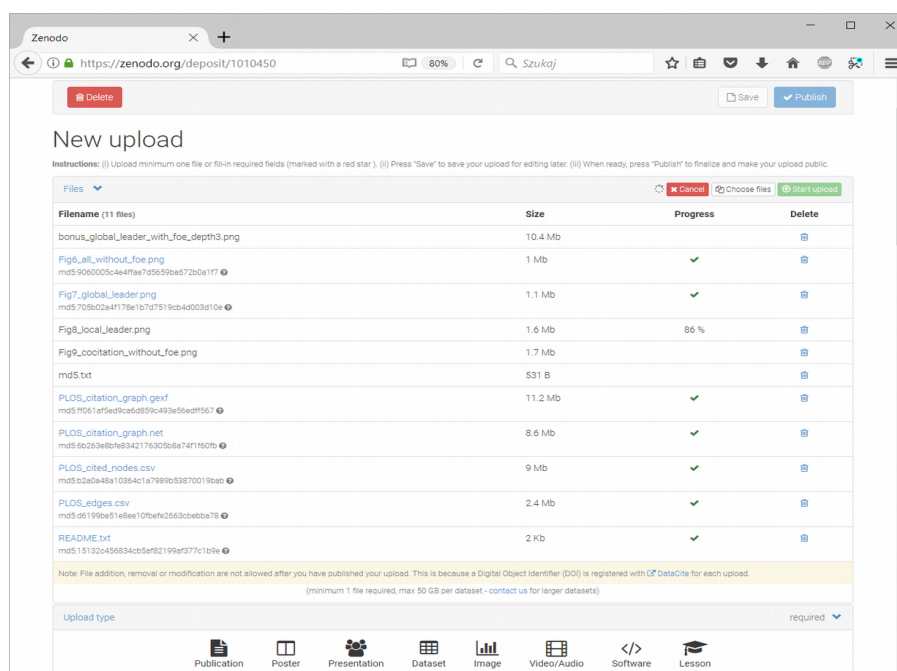 Zenodo
https://zenodo.org/deposit/1010450
80%
Szukaj
ABP
Delete
Save
Publish
New upload
Instructions: (i) Upload minimum one file or fill-in required fields (marked with a red star ). (ii) Press "Save" to save your upload for editing later. (iii) When ready, press "Publish" to finalize and make your upload public.
Files
Cancel
Choose files
Start upload
Filename (11 files) Size Progress Delete
bonus_global_leader_with_foe_depth3.png 10.4 Mb
Fig6_all_without_foe.png 1 Mb
md5:9060005c4e4ffae7d5659ba672b0a1f7
Fig7_global_leader.png 1.1 Mb
md5:705b02a4f178e1b7d7519cb4d003d10e
Fig8_local_leader.png 1.6 Mb 86 %
Fig9_cocitation_without_foe.png 1.7 Mb
md5.txt 531 B
PLOS_citation_graph.gexf 11.2 Mb
md5:ff061af5ed9ca6d859c493e56edff567
PLOS_citation_graph.net 8.6 Mb
md5:6b263e8bfe8342176305b8a74f1f60fb
PLOS_cited_nodes.csv 9 Mb
md5:b2a0a48a10364c1a7989b53870019bab
PLOS_edges.csv 2.4 Mb
md5:d6199be51e8ee10fbefe2663cbebba78
README.txt 2 Kb
md5:15132c456834cb5af82199af377c1b9e
Note: File addition, removal or modification are not allowed after you have published your upload. This is because a Digital Object Identifier (DOI) is registered with DataCite for each upload.
(minimum 1 file required, max 50 GB per dataset - contact us for larger datasets)
Upload type required
Publication Poster Presentation Dataset Image Video/Audio Software Lesson